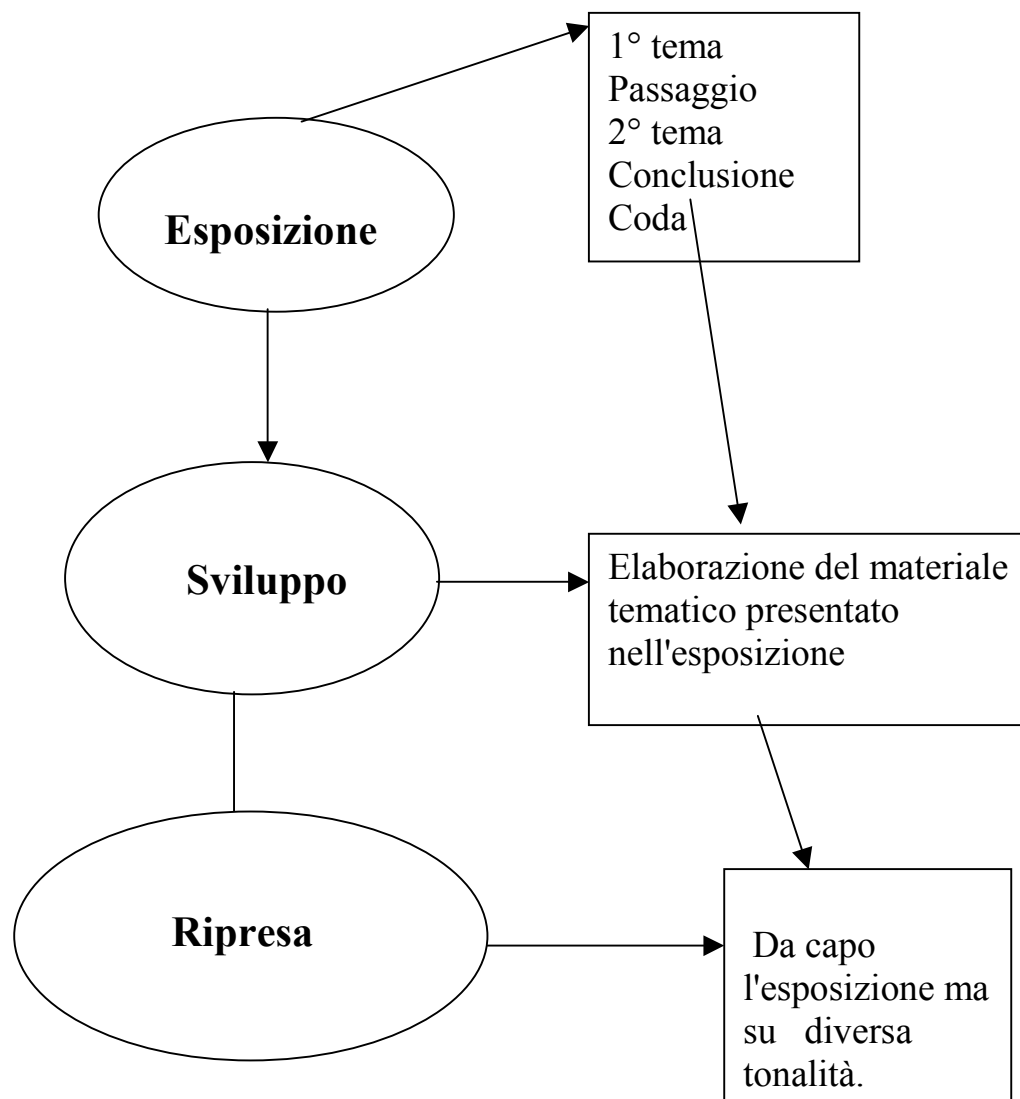 1° tema
Passaggio
2° tema
Conclusione
Coda
Esposizione
Sviluppo
Elaborazione del materiale
tematico presentato
nell'esposizione
Ripresa
Da capo
l'esposizione ma
su diversa
tonalità.